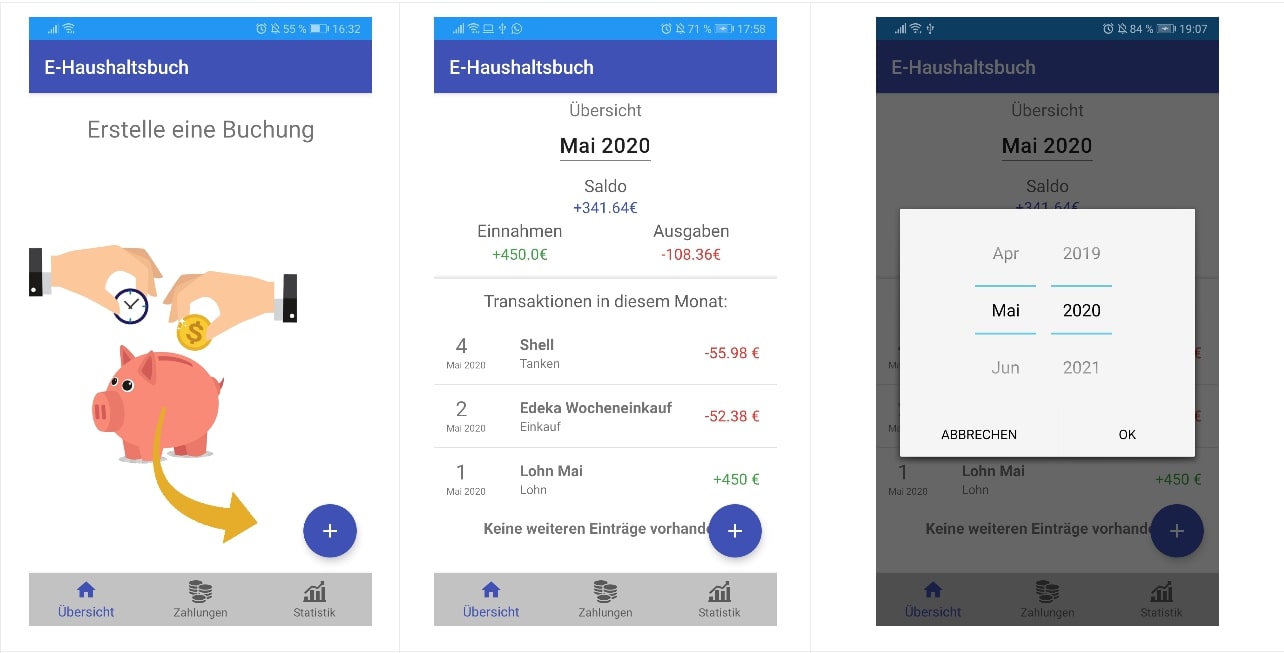 55 % 16:32
E-Haushaltsbuch
Erstelle eine Buchung
$
Übersicht Zahlungen Statistik
71 % 17:58
E-Haushaltsbuch
Übersicht
Mai 2020
Saldo
+341.64€
Einnahmen Ausgaben
+450.0€ -108.36€
Transaktionen in diesem Monat:
4 Shell -55.98 €
Mai 2020 Tanken
2 Edeka Wocheneinkauf -52.38 €
Mai 2020 Einkauf
1 Lohn Mai +450 €
Mai 2020 Lohn
Keine weiteren Einträge vorhande
+
Übersicht Zahlungen Statistik
84 % 19:07
E-Haushaltsbuch
Übersicht
Mai 2020
Saldo
+341.64€
Apr 2019
Mai 2020
Jun 2021
ABBRECHEN OK
€
€
1 Lohn Mai +450 €
Mai 2020 Lohn
Keine weiteren Einträge vorhande
+
Übersicht Zahlungen Statistik